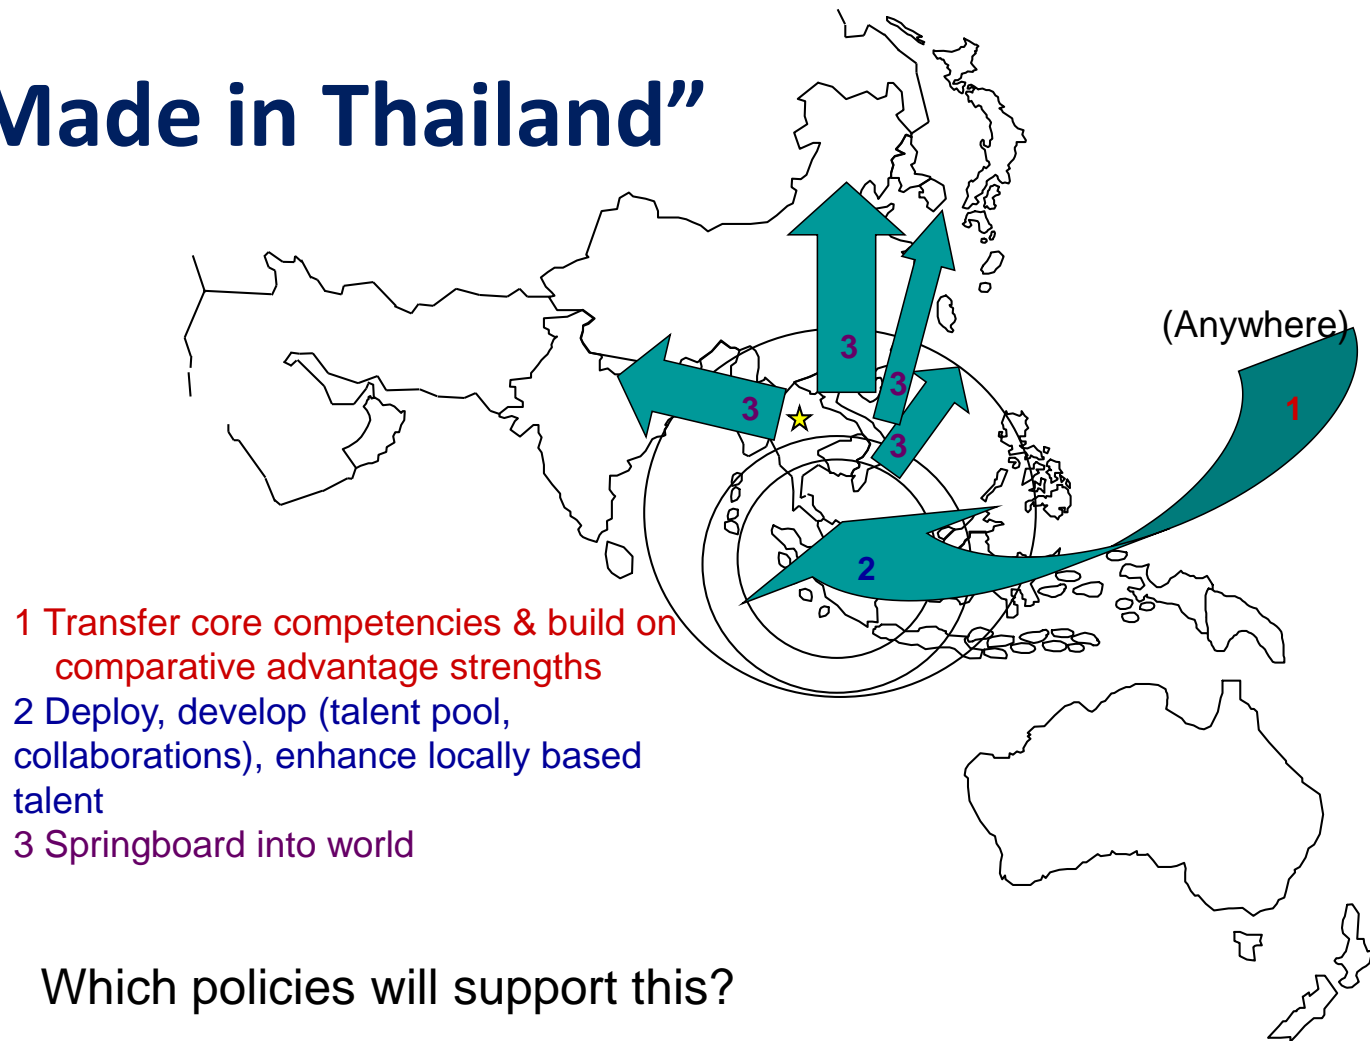 Made in Thailand”
(Anywhere)
3
3
3
3
1
2
1 Transfer core competencies & build on
comparative advantage strengths
2 Deploy, develop (talent pool,
collaborations), enhance locally based
talent
3 Springboard into world
Which policies will support this?